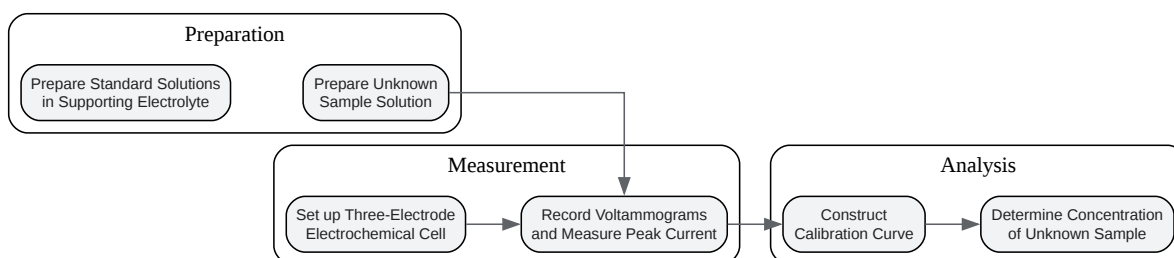 Preparation
Prepare Standard Solutions
in Supporting Electrolyte
Prepare Unknown
Sample Solution
Measurement
Set up Three-Electrode
Electrochemical Cell
Record Voltammograms
and Measure Peak Current
Analysis
Construct
Calibration Curve
Determine Concentration
of Unknown Sample